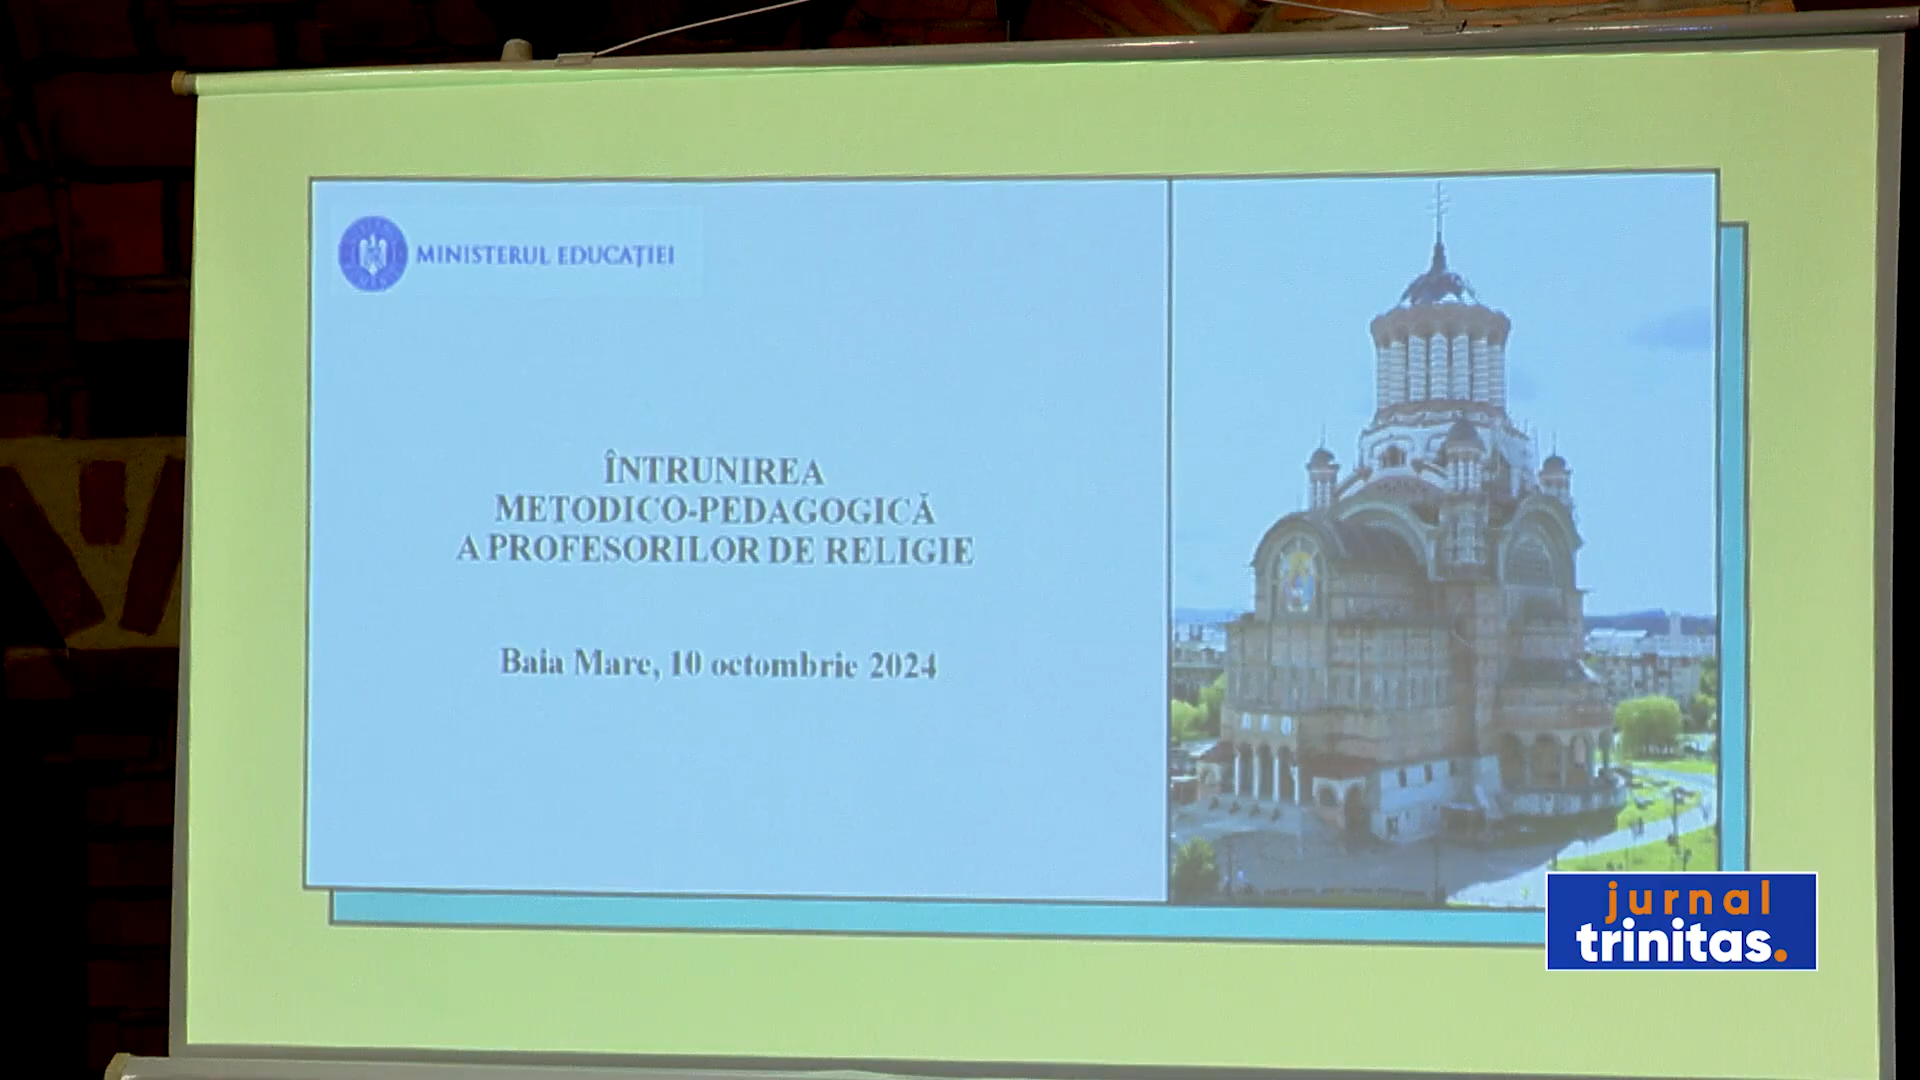 MINISTERUL EDUCAȚIEI
ÎNTRUNIREA
METODICO-PEDAGOGICĂ
A PROFESORILOR DE RELIGIE
Baia Mare, 10 octombrie 2024
jurnal
trinitas.